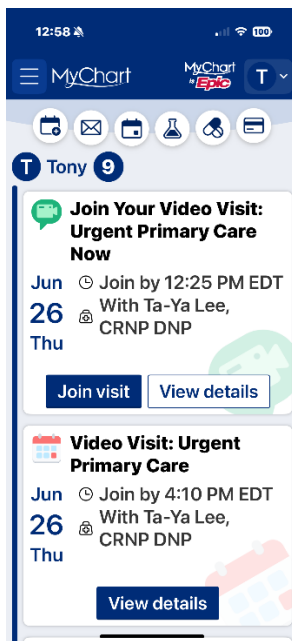 12:58
100
MyChart
MyChart
by Epic
T
T Tony 9
Join Your Video Visit:
Urgent Primary Care
Now
Jun
26
Thu
Join by 12:25 PM EDT
With Ta-Ya Lee,
CRNP DNP
Join visit
View details
Video Visit: Urgent
Primary Care
Jun
26
Thu
Join by 4:10 PM EDT
With Ta-Ya Lee,
CRNP DNP
View details